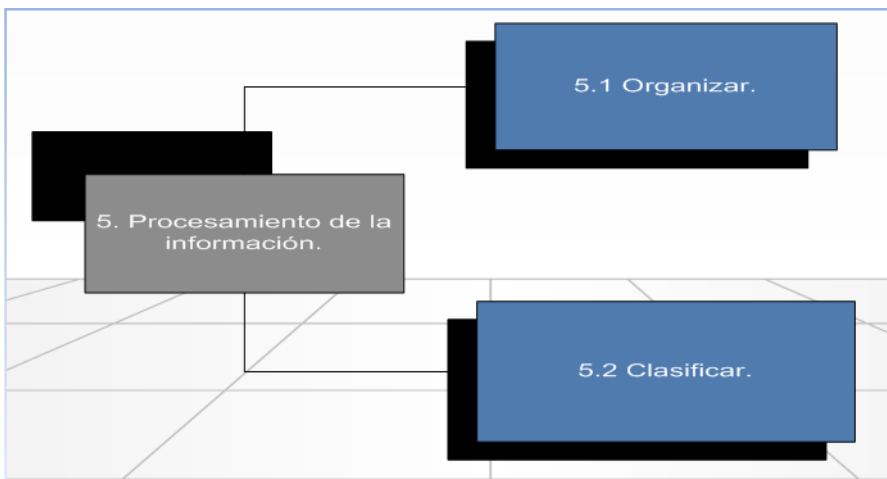 5.1 Organizar.
5. Procesamiento de la
información.
5.2 Clasificar.